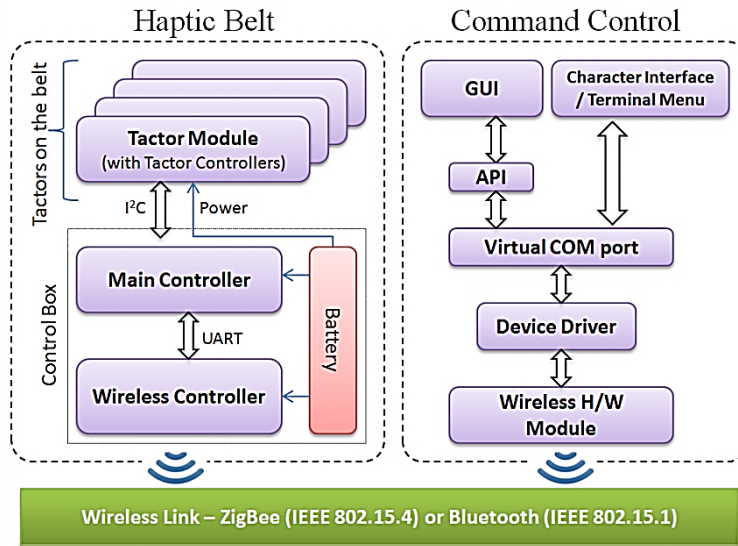 Haptic Belt
Command Control
Tactors on the belt
Tactor Module
(with Tactor Controllers)
I²C
Power
Control Box
Main Controller
UART
Wireless Controller
Battery
GUI
Character Interface
/ Terminal Menu
API
Virtual COM port
Device Driver
Wireless H/W
Module
Wireless Link – ZigBee (IEEE 802.15.4) or Bluetooth (IEEE 802.15.1)